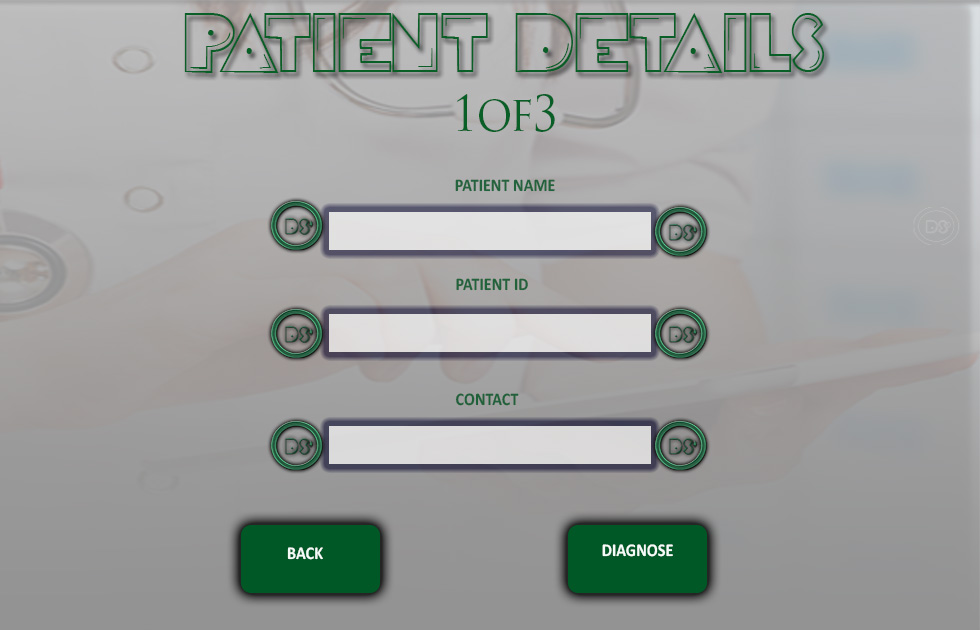 PATIENT DETAILS
1OF3
PATIENT NAME
DS
DS
DS
PATIENT ID
DS
DS
CONTACT
DS
DS
BACK
DIAGNOSE